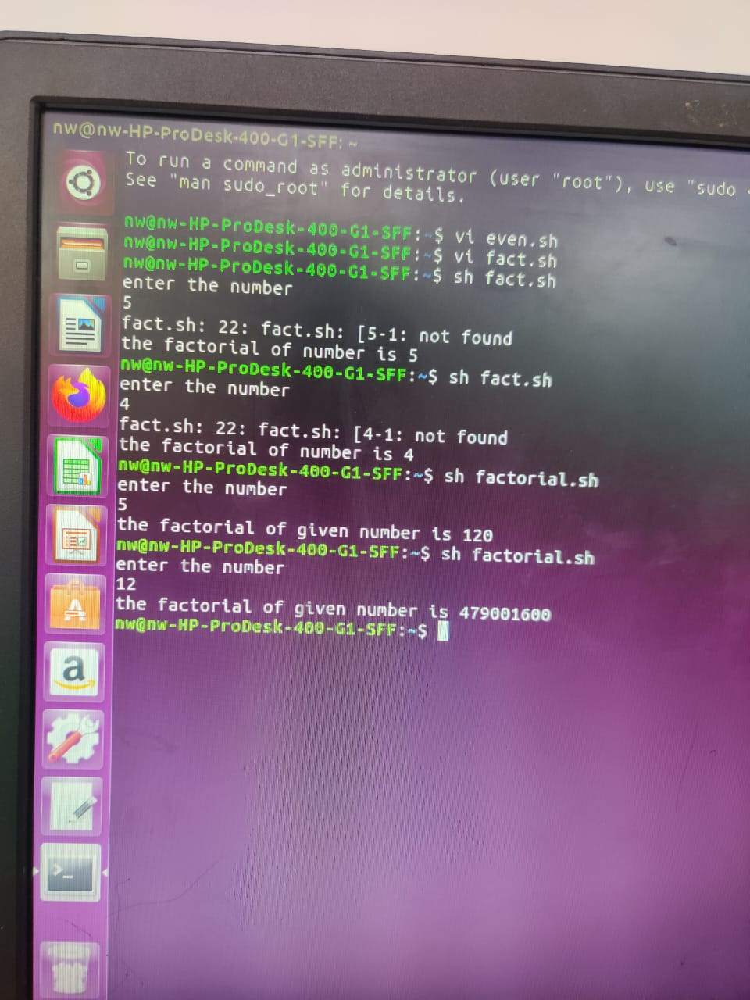 nw@nw-HP-ProDesk-400-G1-SFF: ~
To run a command as administrator (user "root"), use "sudo
See "man sudo_root" for details.
nw@nw-HP-ProDesk-400-G1-SFF:~$ vi even.sh
nw@nw-HP-ProDesk-400-G1-SFF:~$ vi fact.sh
nw@nw-HP-ProDesk-400-G1-SFF:~$ sh fact.sh
enter the number
5
fact.sh: 22: fact.sh: [5-1: not found
the factorial of number is 5
nw@nw-HP-ProDesk-400-G1-SFF:~$ sh fact.sh
enter the number
4
fact.sh: 22: fact.sh: [4-1: not found
the factorial of number is 4
nw@nw-HP-ProDesk-400-G1-SFF:~$ sh factorial.sh
enter the number
5
the factorial of given number is 120
nw@nw-HP-ProDesk-400-G1-SFF:~$ sh factorial.sh
enter the number
12
the factorial of given number is 479001600
nw@nw-HP-ProDesk-400-G1-SFF:~$